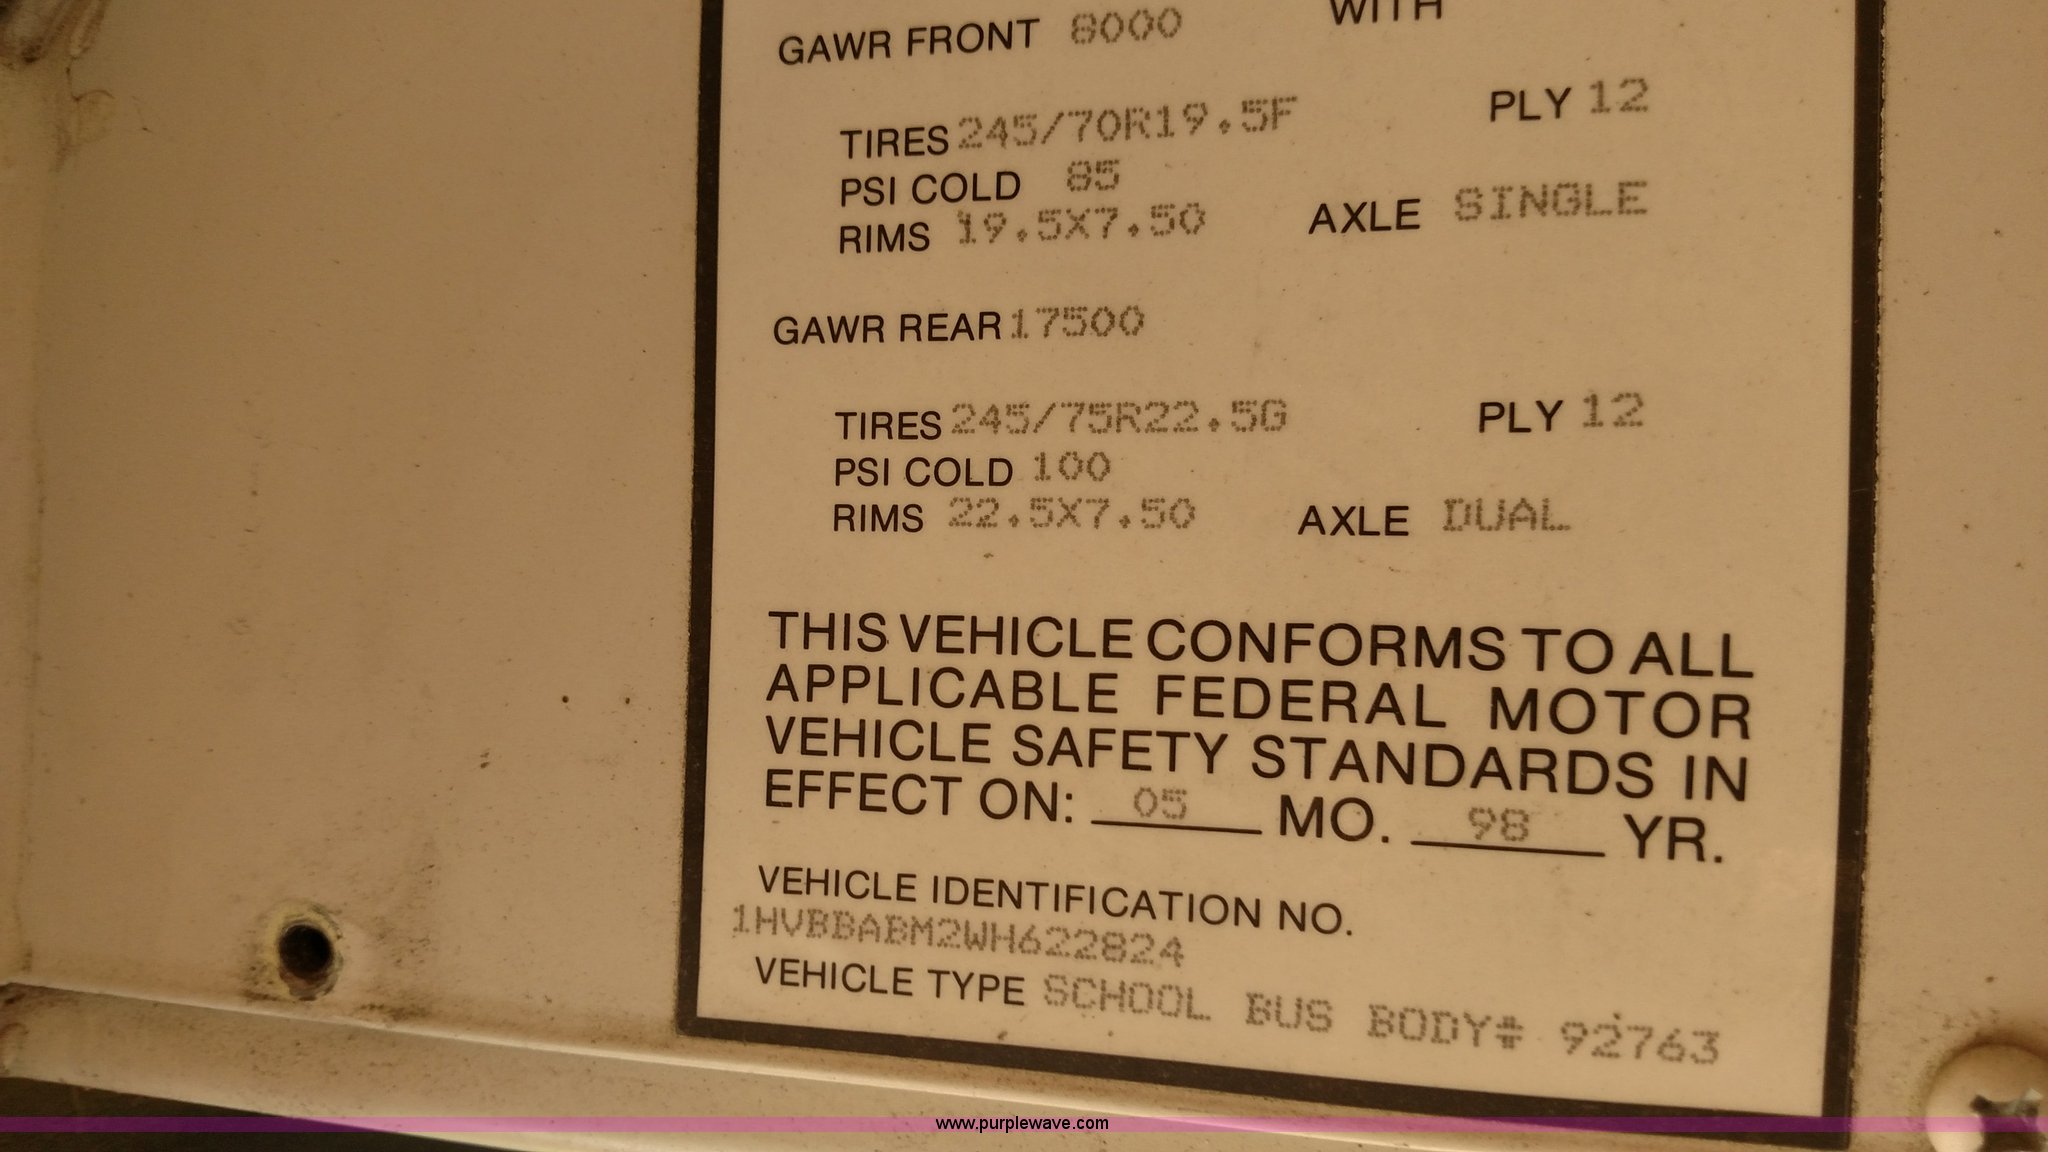 GAWR FRONT 8000 WITH
TIRES 245/70R19.5F PLY 12
PSI COLD 85
RIMS 19.5X7.50 AXLE SINGLE
GAWR REAR 17500
TIRES 245/75R22.5G PLY 12
PSI COLD 100
RIMS 22.5X7.50 AXLE DUAL
THIS VEHICLE CONFORMS TO ALL
APPLICABLE FEDERAL MOTOR
VEHICLE SAFETY STANDARDS IN
EFFECT ON: 05 MO. 98 YR.
VEHICLE IDENTIFICATION NO.
1HVBBABM2WH622824
VEHICLE TYPE SCHOOL BUS BODY# 92763
www.purplewave.com